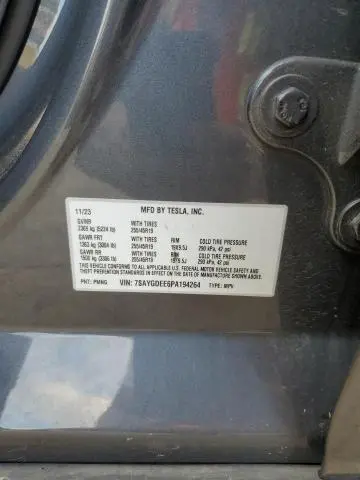 11/23 MFD BY TESLA, INC.
GVWR WITH TIRES
2369 kg (5224 lb) 255/45R19
GAWR FRT WITH TIRES RIM COLD TIRE PRESSURE
1363 kg (3004 lb) 255/45R19 19X9.5J 290 kPa, 42 psi
GAWR RR WITH TIRES RIM COLD TIRE PRESSURE
1500 kg (3306 lb) 255/45R19 19X9.5J 290 kPa, 42 psi
THIS VEHICLE CONFORMS TO ALL APPLICABLE U.S. FEDERAL MOTOR VEHICLE SAFETY AND THEFT PREVENTION STANDARDS IN EFFECT ON THE DATE OF MANUFACTURE SHOWN ABOVE.
PNT: PMNG VIN: 7SAYGDEE6PA194264 TYPE: MPV